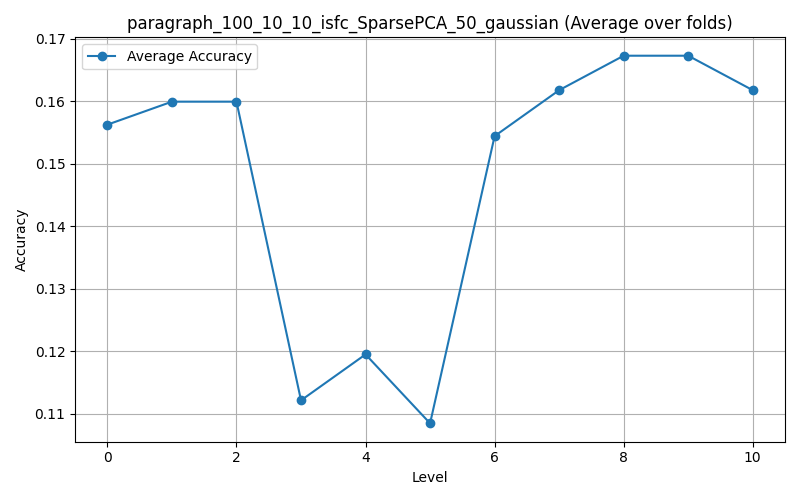 paragraph_100_10_10_isfc_SparsePCA_50_gaussian (Average over folds)
Average Accuracy
0.17
0.16
0.15
0.14
0.13
0.12
0.11
Accuracy
0 2 4 6 8 10
Level